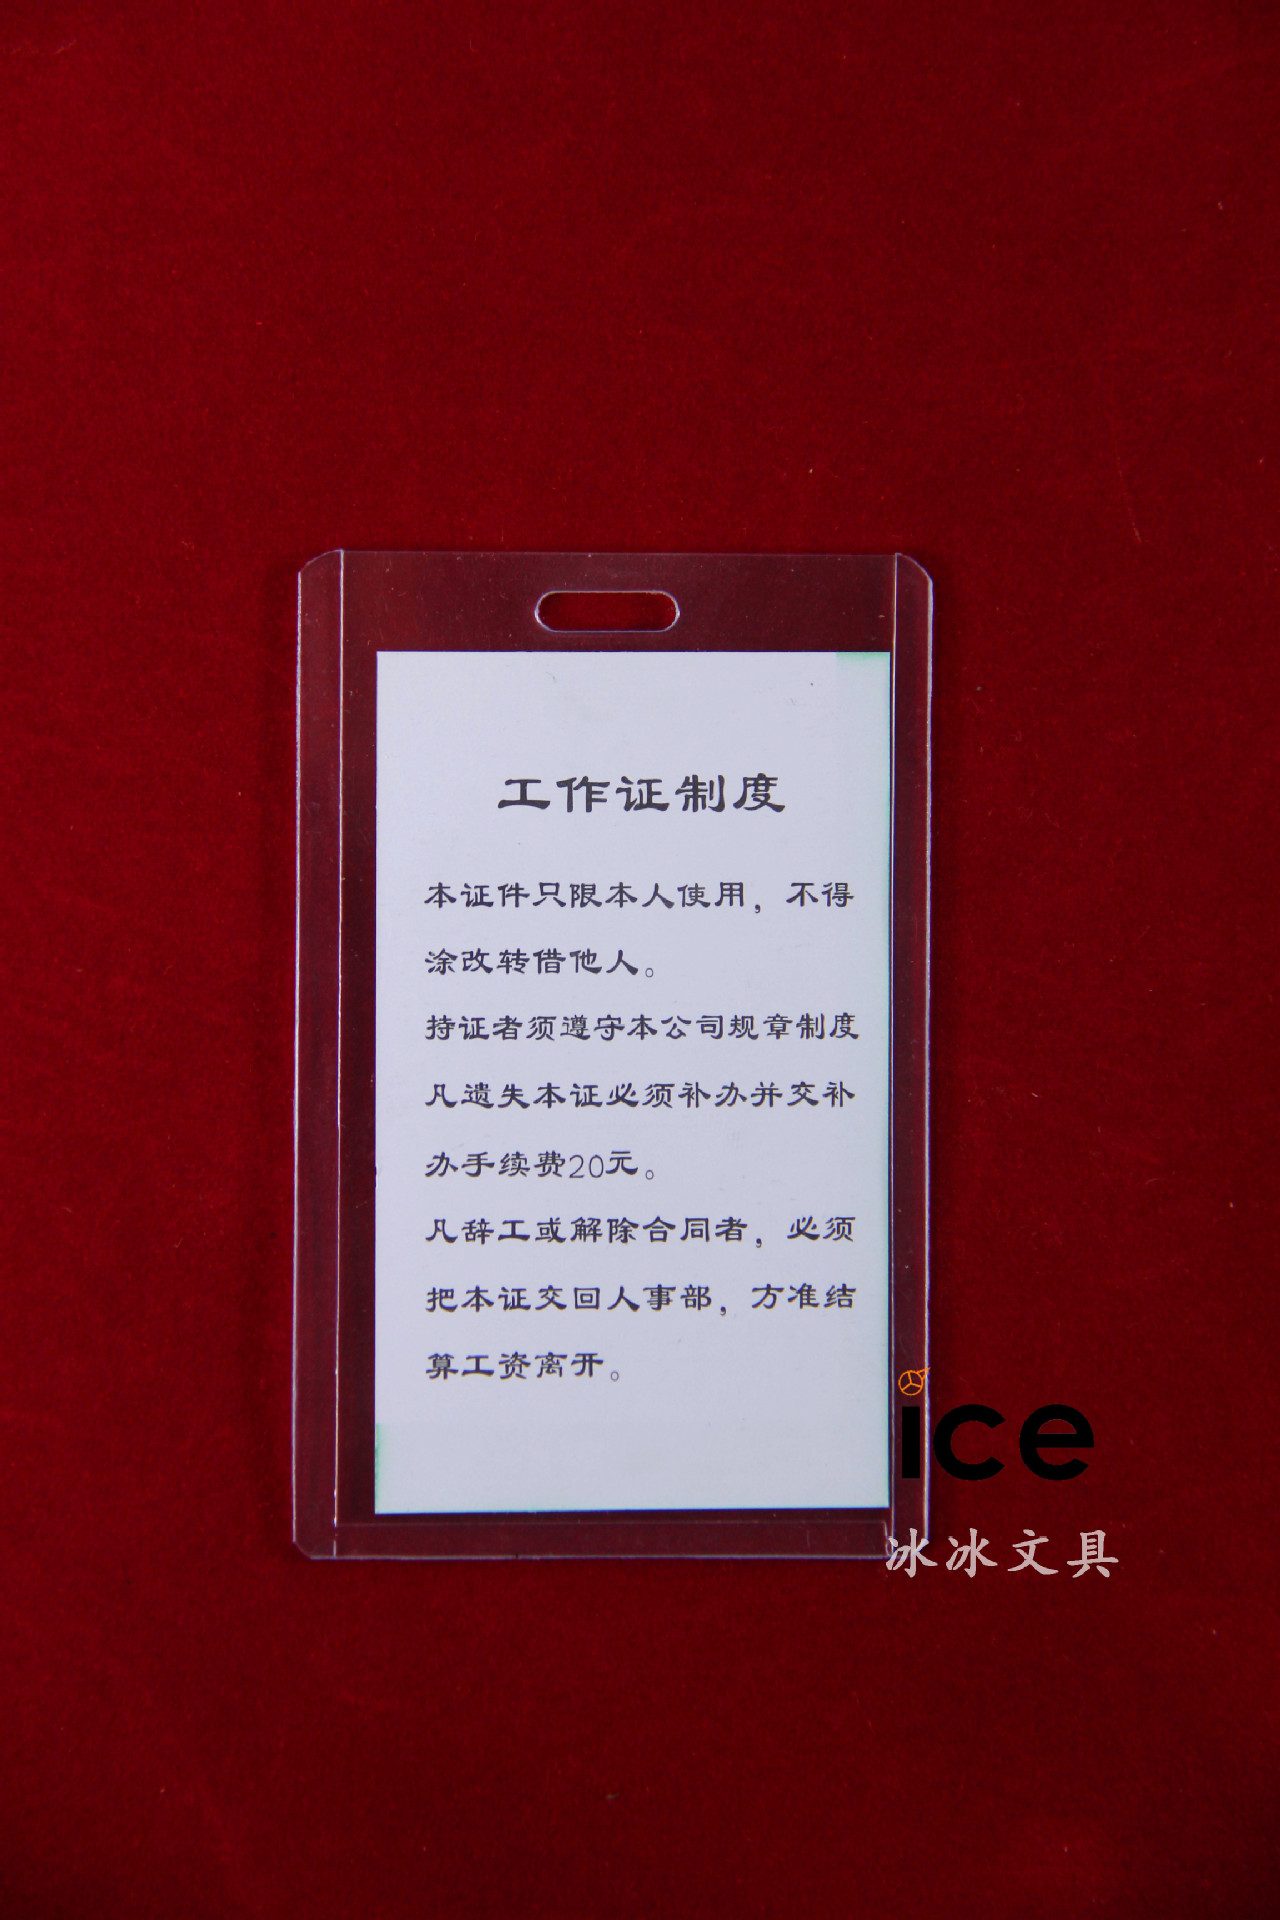 工作证制度
本证件只限本人使用，不得
涂改转借他人。
持证者须遵守本公司规章制度
凡遗失本证必须补办并交补
办手续费20元。
凡辞工或解除合同者，必须
把本证交回人事部，方准结
算工资离开。
ice
冰冰文具